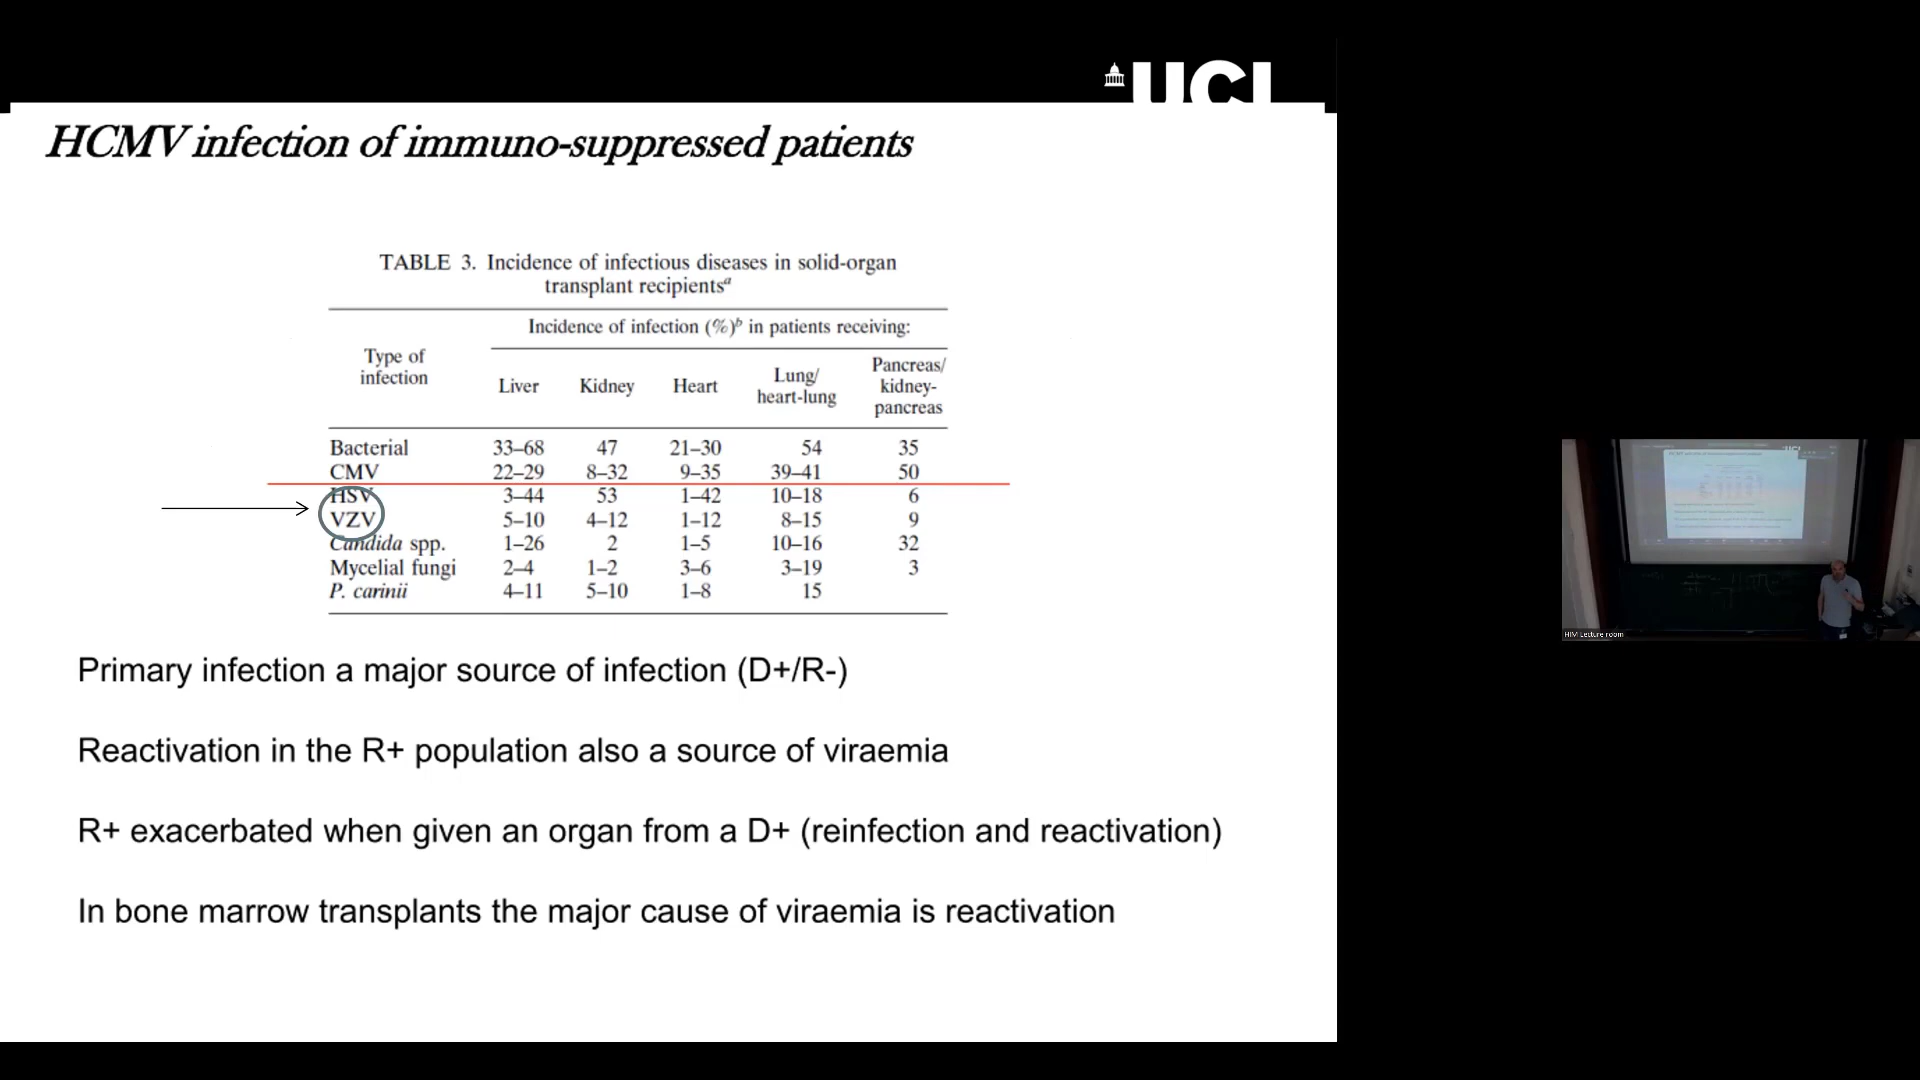 UCL
HCMV infection of immuno-suppressed patients
TABLE 3. Incidence of infectious diseases in solid-organ
transplant recipientsᵃ
Incidence of infection (%)ᵇ in patients receiving:
Type of infection Liver Kidney Heart Lung/ heart-lung Pancreas/ kidney- pancreas
Bacterial 33–68 47 21–30 54 35
CMV 22–29 8–32 9–35 39–41 50
HSV 3–44 53 1–42 10–18 6
VZV 5–10 4–12 1–12 8–15 9
Candida spp. 1–26 2 1–5 10–16 32
Mycelial fungi 2–4 1–2 3–6 3–19 3
P. carinii 4–11 5–10 1–8 15
Primary infection a major source of infection (D+/R-)
Reactivation in the R+ population also a source of viraemia
R+ exacerbated when given an organ from a D+ (reinfection and reactivation)
In bone marrow transplants the major cause of viraemia is reactivation
HIM Lecture room